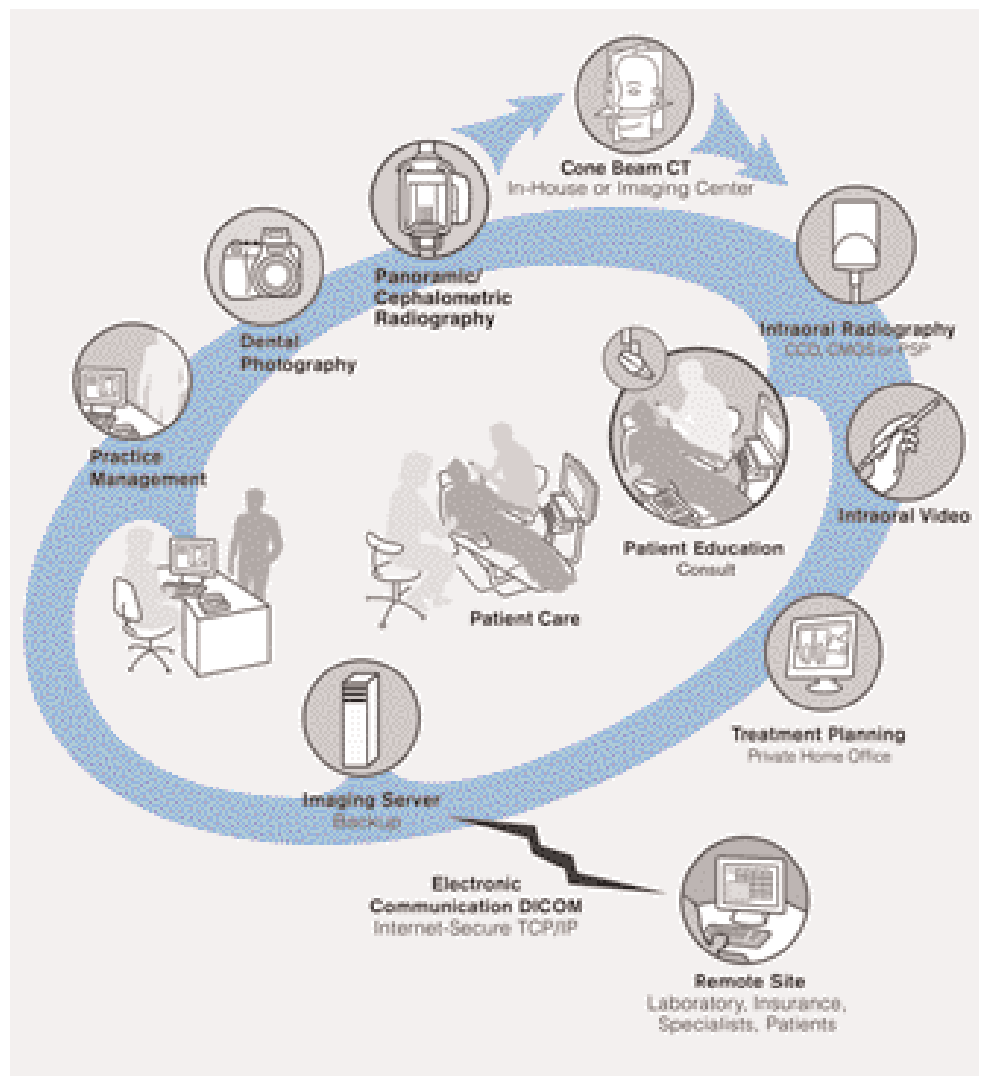 Cone Beam CT
In-House or Imaging Center
Panoramic/
Cephalometric
Radiography
Intraoral Radiography
CCD, CMOS or PSP
Dental
Photography
Practice
Management
Intraoral Video
Patient Education
Consult
Patient Care
Treatment Planning
Private Home Office
Imaging Server
Backup
Electronic
Communication DICOM
Internet-Secure TCP/IP
Remote Site
Laboratory, Insurance,
Specialists, Patients